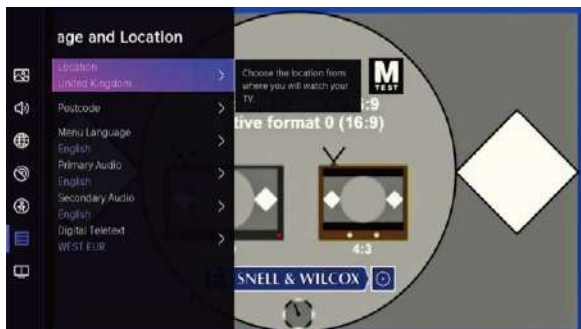 age and Location
Location
United Kingdom
Choose the location from
where you will watch your
TV.
M
TEST
:9
tive format 0 (16:9)
Postcode
Menu Language
English
Primary Audio
English
Secondary Audio
English
Digital Teletext
WEST EUR
4:3
SNELL & WILCOX